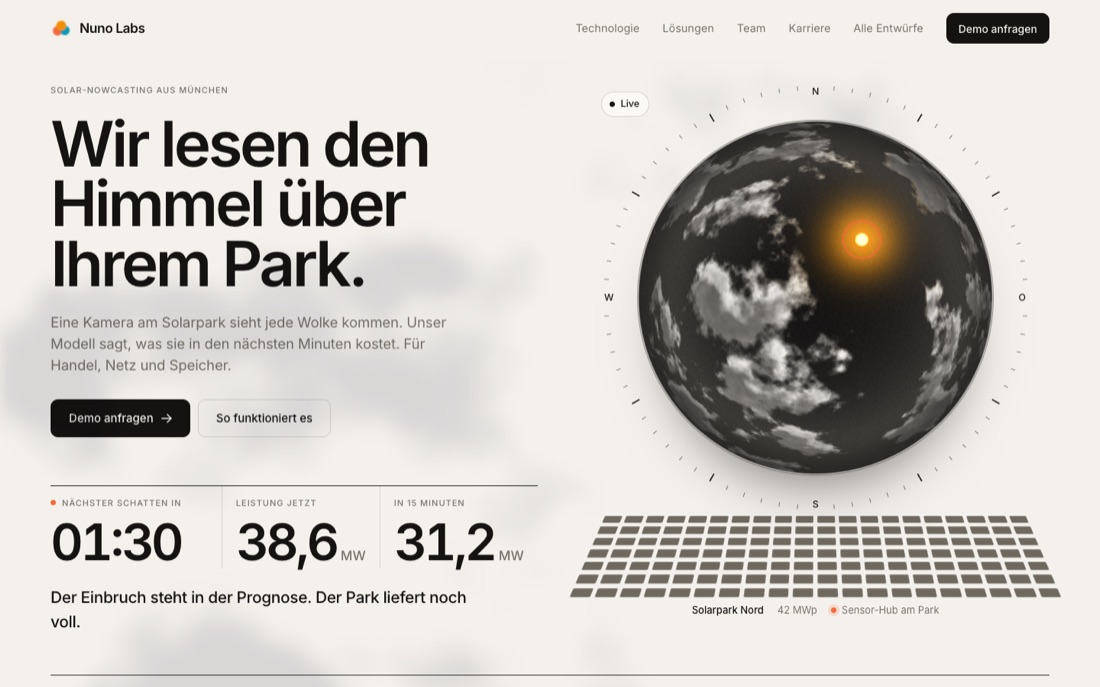 Nuno Labs
Technologie
Lösungen
Team
Karriere
Alle Entwürfe
Demo anfragen
SOLAR-NOWCASTING AUS MÜNCHEN
Wir lesen den
Himmel über
Ihrem Park.
Eine Kamera am Solarpark sieht jede Wolke kommen. Unser
Modell sagt, was sie in den nächsten Minuten kostet. Für
Handel, Netz und Speicher.
Demo anfragen →
So funktioniert es
NÄCHSTER SCHATTEN IN
01:30
LEISTUNG JETZT
38,6 MW
IN 15 MINUTEN
31,2 MW
Der Einbruch steht in der Prognose. Der Park liefert noch
voll.
Live
N
W
O
S
Solarpark Nord 42 MWp Sensor-Hub am Park